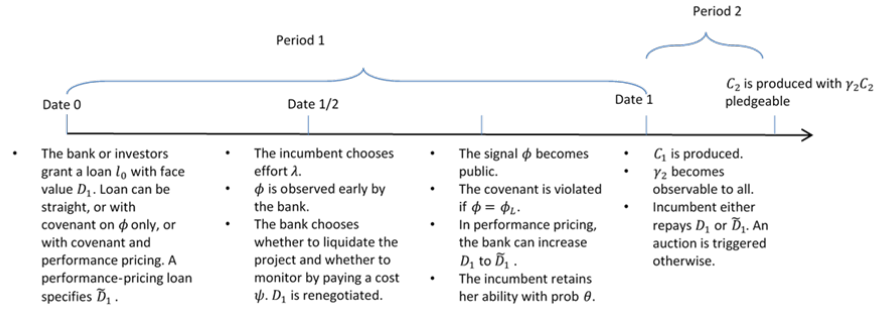 Period 2
Period 1
C₂ is produced with γ₂C₂
pledgeable
Date 0
Date 1/2
Date 1
• The bank or investors
grant a loan l₀ with face
value D₁. Loan can be
straight, or with
covenant on ϕ only, or
with covenant and
performance pricing. A
performance-pricing loan
specifies D̃₁ .
• The incumbent chooses
effort λ.
• ϕ is observed early by
the bank.
• The bank chooses
whether to liquidate the
project and whether to
monitor by paying a cost
ψ. D₁ is renegotiated.
• The signal ϕ becomes
public.
• The covenant is violated
if ϕ = ϕ_L.
• In performance pricing,
the bank can increase
D₁ to D̃₁ .
• The incumbent retains
her ability with prob θ.
• C₁ is produced.
• γ₂ becomes
observable to all.
• Incumbent either
repays D₁ or D̃₁. An
auction is triggered
otherwise.